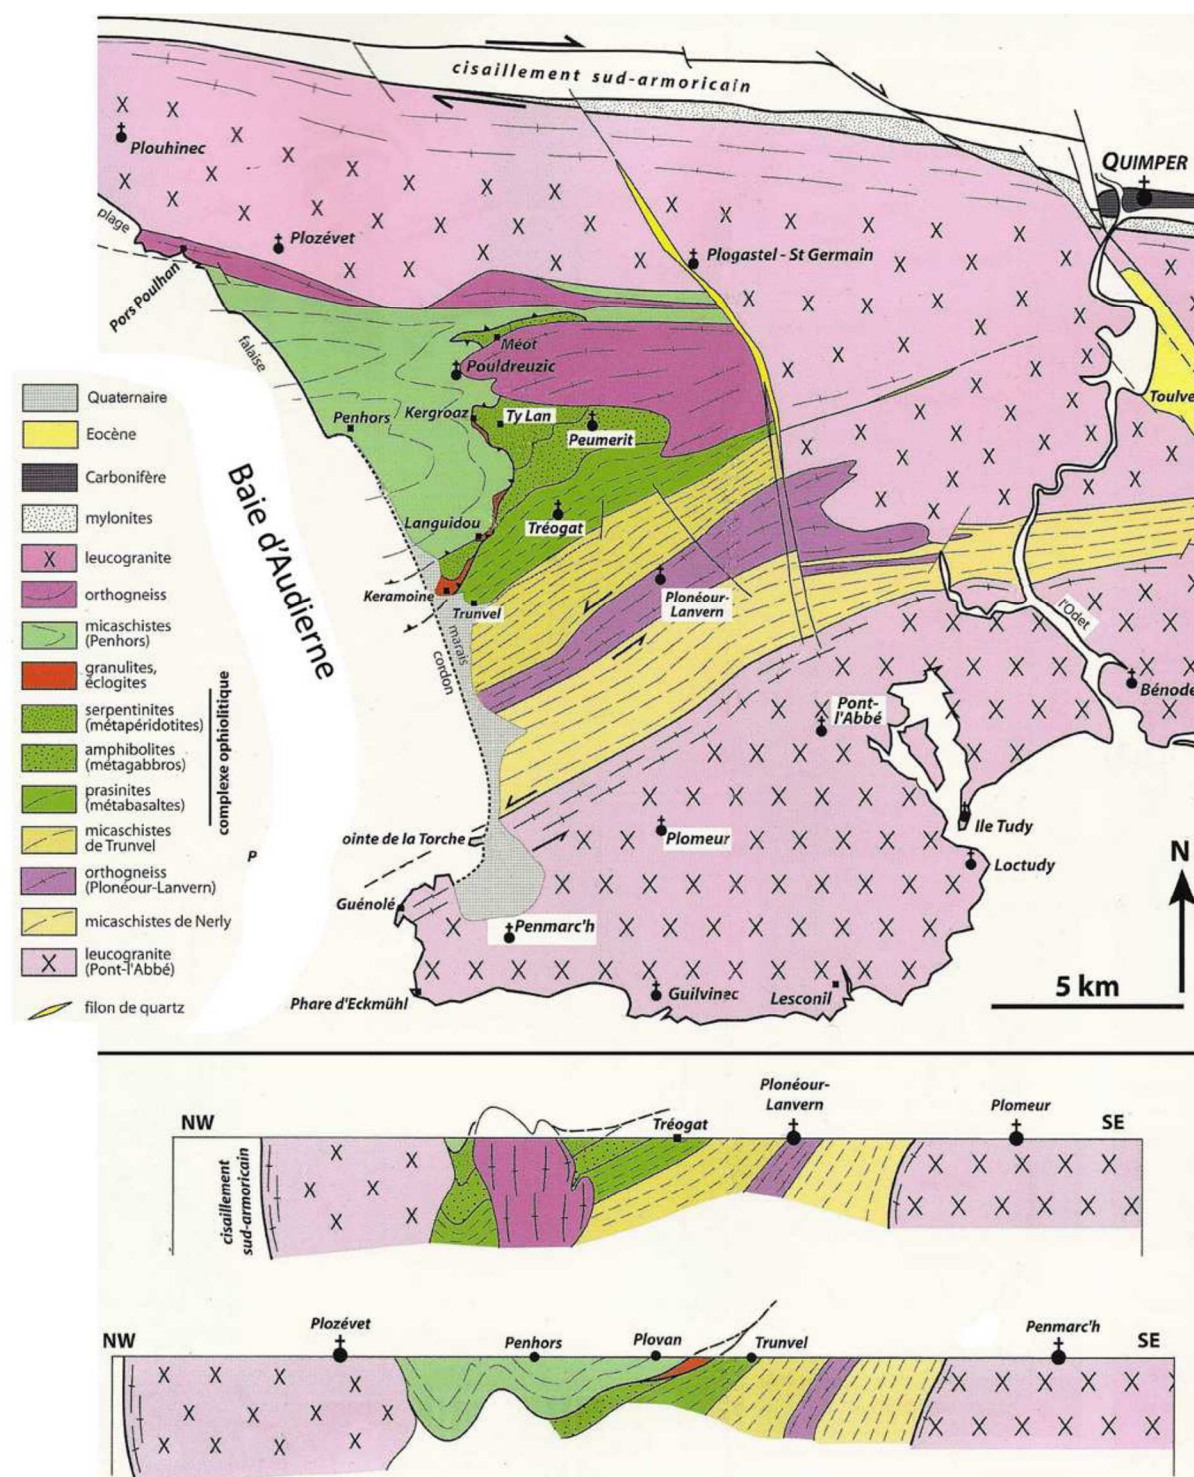 cisaillement sud-armoricain
Plouhinec
QUIMPER
plage
Plozévet
Plogastel - St Germain
Pors Poulhan
falaise
Méot
Pouldreuzic
Toulve
Penhors
Kergroaz
Ty Lan
Peumerit
Languidou
Tréogat
Keramoine
Trunvel
Plonéour-
Lanvern
l'Odet
marais
cordon
Baie d'Audierne
Bénode
Pont-
l'Abbé
ointe de la Torche
Plomeur
Ile Tudy
Loctudy
N
Guénolé
Penmarc'h
Phare d'Eckmühl
Guilvinec
Lesconil
5 km
Quaternaire
Eocène
Carbonifère
mylonites
leucogranite
orthogneiss
micaschistes
(Penhors)
granulites,
éclogites
serpentinites
(métapéridotites)
amphibolites
(métagabbros)
prasinites
(métabasaltes)
complexe ophiolitique
micaschistes
de Trunvel
P
orthogneiss
(Plonéour-Lanvern)
micaschistes de Nerly
leucogranite
(Pont-l'Abbé)
filon de quartz
NW
Tréogat
Plonéour-
Lanvern
Plomeur
SE
cisaillement
sud-armoricain
NW
Plozévet
Penhors
Plovan
Trunvel
Penmarc'h
SE